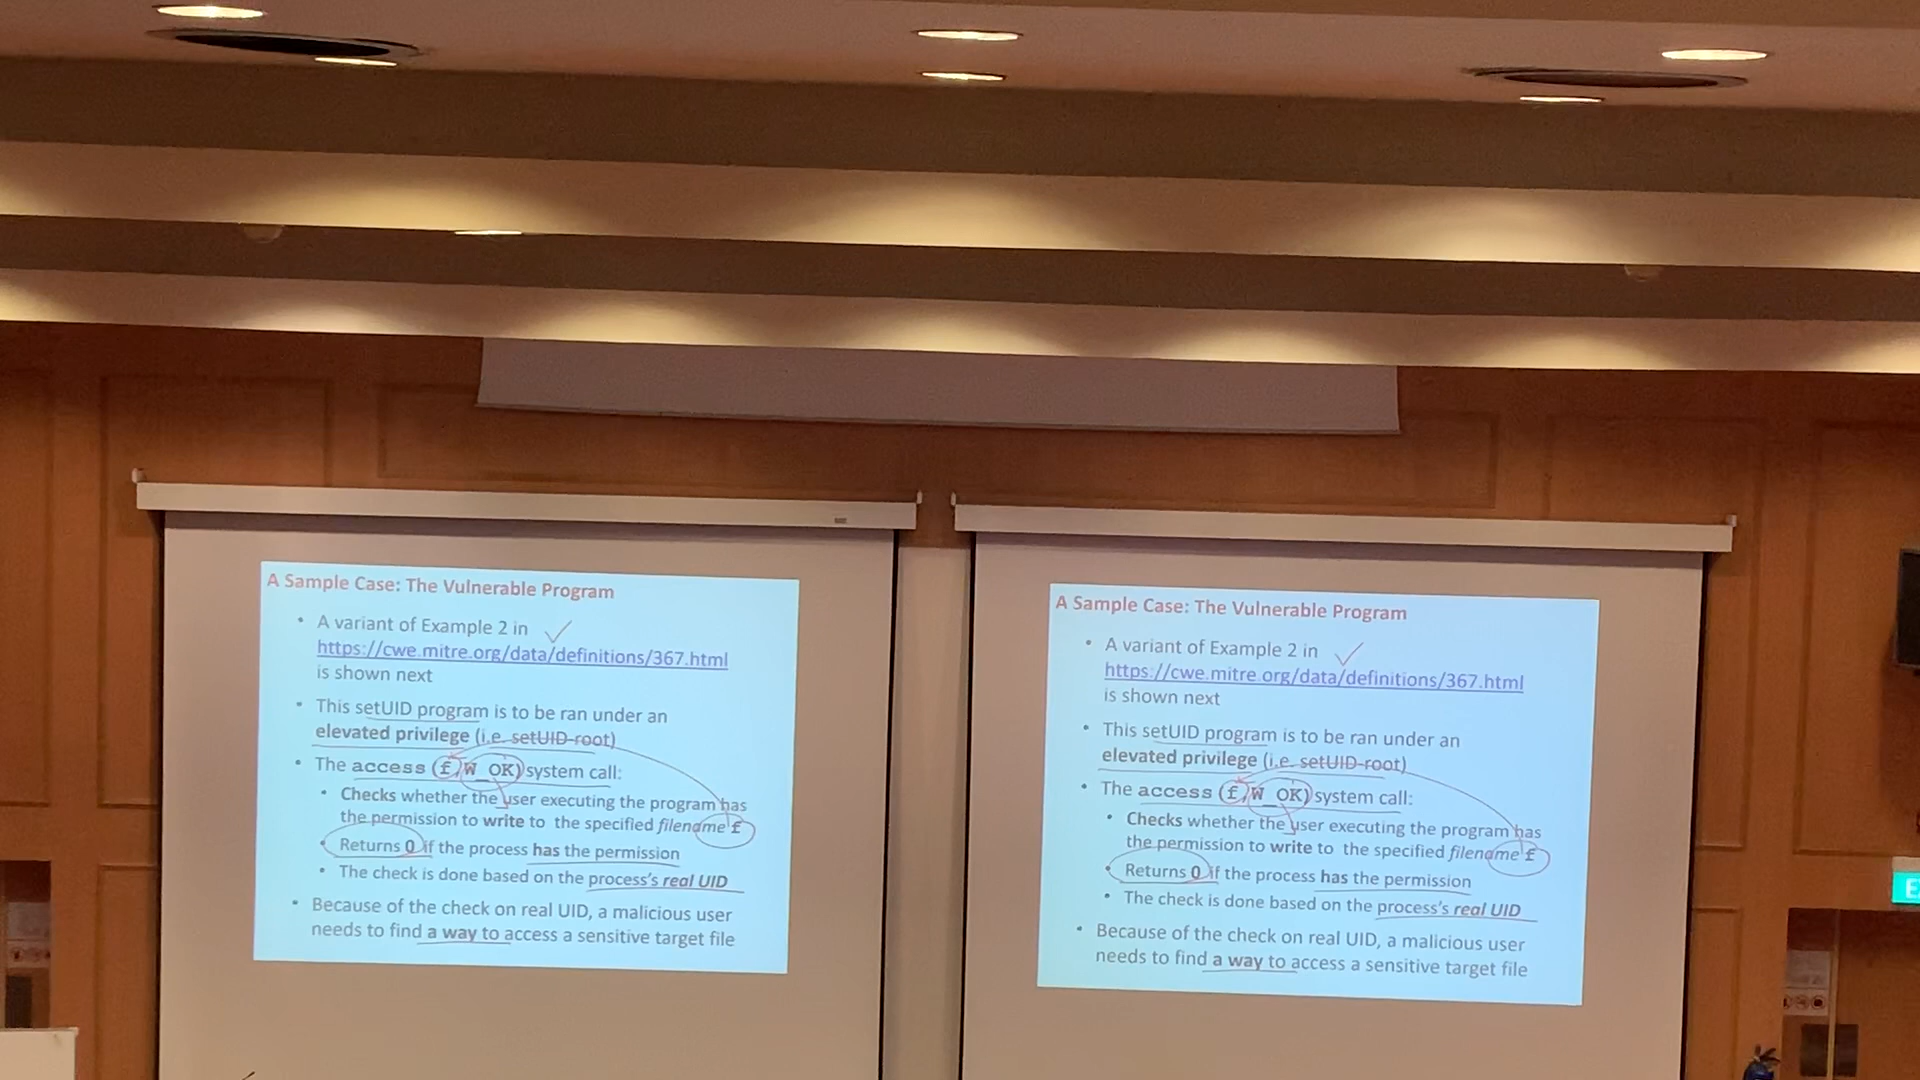 A Sample Case: The Vulnerable Program
• A variant of Example 2 in
https://cwe.mitre.org/data/definitions/367.html
is shown next
• This setUID program is to be ran under an
elevated privilege (i.e. setUID-root)
• The access (f,W_OK) system call:
• Checks whether the user executing the program has
the permission to write to the specified filename f
• Returns 0 if the process has the permission
• The check is done based on the process's real UID
• Because of the check on real UID, a malicious user
needs to find a way to access a sensitive target file
A Sample Case: The Vulnerable Program
• A variant of Example 2 in
https://cwe.mitre.org/data/definitions/367.html
is shown next
• This setUID program is to be ran under an
elevated privilege (i.e. setUID-root)
• The access (f,W_OK) system call:
• Checks whether the user executing the program has
the permission to write to the specified filename f
• Returns 0 if the process has the permission
• The check is done based on the process's real UID
• Because of the check on real UID, a malicious user
needs to find a way to access a sensitive target file